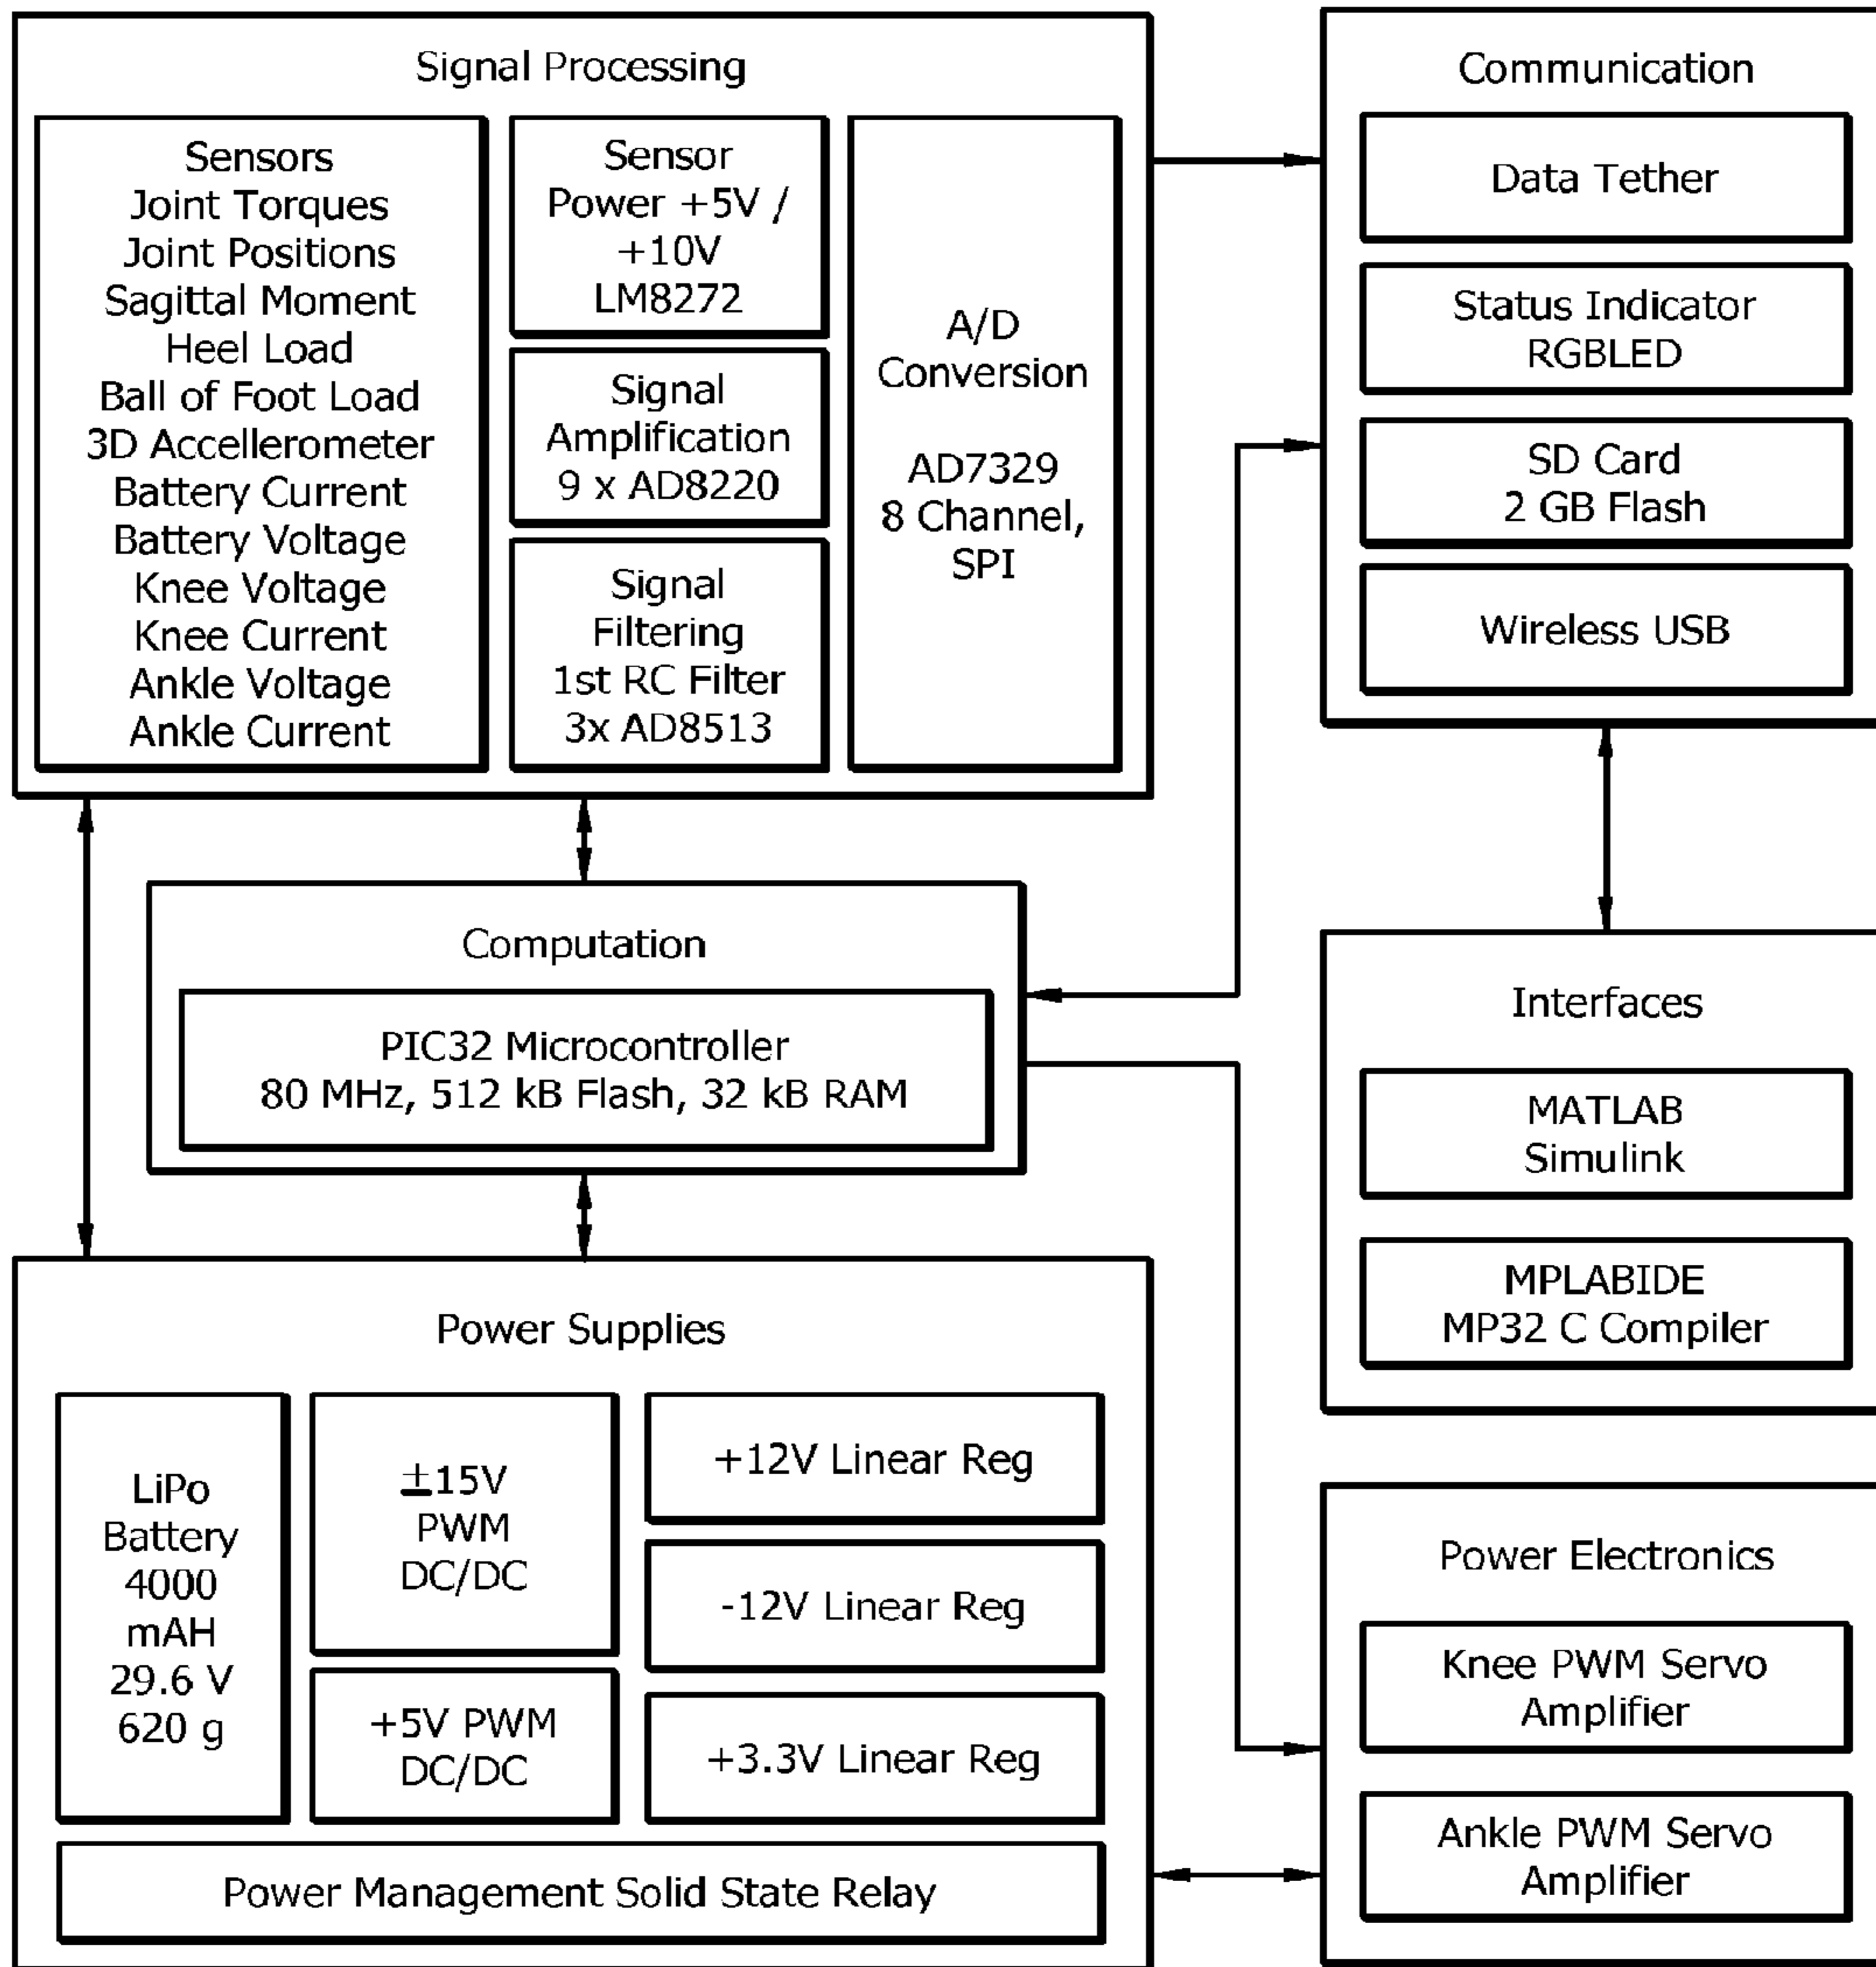 Signal Processing
Sensors
Joint Torques
Joint Positions
Sagittal Moment
Heel Load
Ball of Foot Load
3D Accellerometer
Battery Current
Battery Voltage
Knee Voltage
Knee Current
Ankle Voltage
Ankle Current
Sensor
Power +5V /
+10V
LM8272
Signal
Amplification
9 x AD8220
Signal
Filtering
1st RC Filter
3x AD8513
A/D
Conversion
AD7329
8 Channel,
SPI
Communication
Data Tether
Status Indicator
RGBLED
SD Card
2 GB Flash
Wireless USB
Computation
PIC32 Microcontroller
80 MHz, 512 kB Flash, 32 kB RAM
Interfaces
MATLAB
Simulink
MPLABIDE
MP32 C Compiler
Power Supplies
LiPo
Battery
4000
mAH
29.6 V
620 g
±15V
PWM
DC/DC
+5V PWM
DC/DC
+12V Linear Reg
-12V Linear Reg
+3.3V Linear Reg
Power Management Solid State Relay
Power Electronics
Knee PWM Servo
Amplifier
Ankle PWM Servo
Amplifier